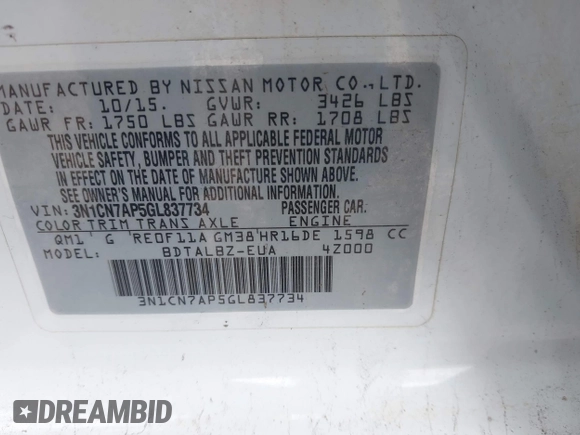 MANUFACTURED BY NISSAN MOTOR CO., LTD.
DATE: 10/15. GVWR: 3426 LBS
GAWR FR: 1750 LBS GAWR RR: 1708 LBS
THIS VEHICLE CONFORMS TO ALL APPLICABLE FEDERAL MOTOR
VEHICLE SAFETY, BUMPER AND THEFT PREVENTION STANDARDS
IN EFFECT ON THE DATE OF MANUFACTURE SHOWN ABOVE.
SEE OWNER'S MANUAL FOR ADDITIONAL INFORMATION.
VIN: 3N1CN7AP5GL837734 PASSENGER CAR.
COLOR TRIM TRANS AXLE ENGINE
QM1 G RE0F11A GM38 HR16DE 1598 CC
MODEL: BDTALBZ-EUA 4Z000
3N1CN7AP5GL837734
DREAMBID